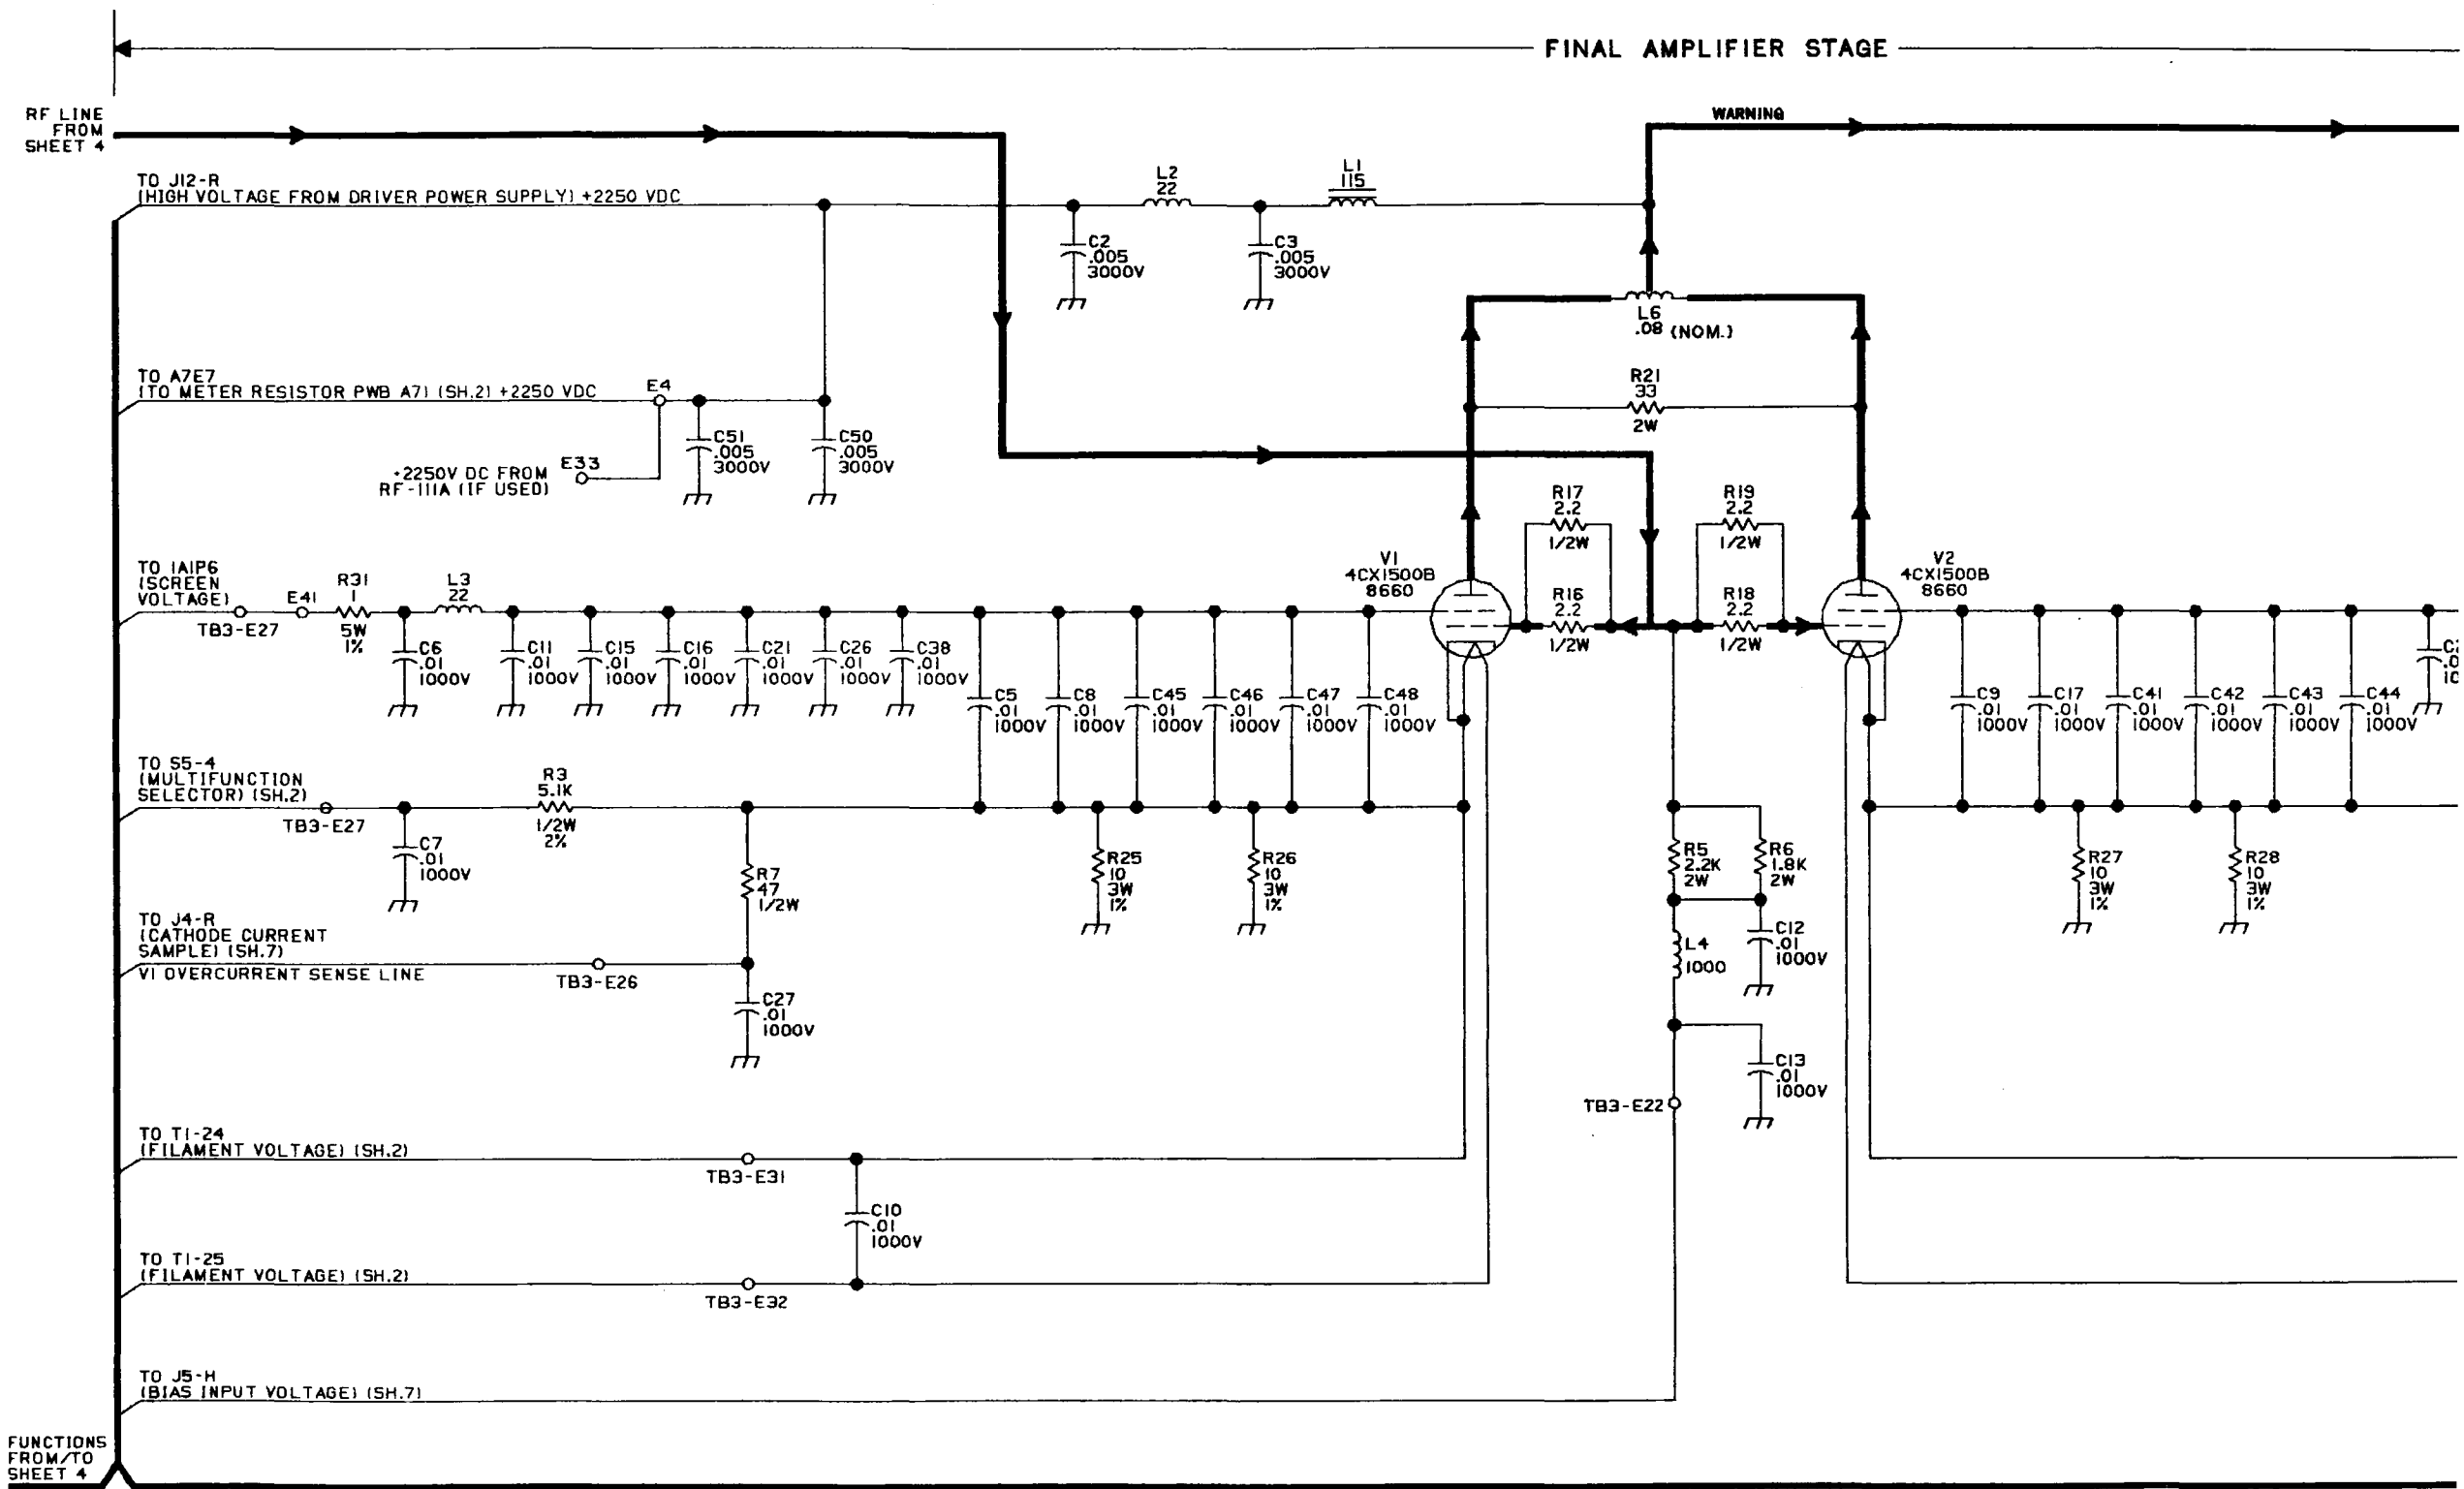 FINAL AMPLIFIER STAGE
RF LINE
FROM
SHEET 4
WARNING
TO J12-R
(HIGH VOLTAGE FROM DRIVER POWER SUPPLY) +2250 VDC
L2
22
L1
115
C2
.005
3000V
C3
.005
3000V
L6
.08 (NOM.)
TO A7E7
(TO METER RESISTOR PWB A7) (SH.2) +2250 VDC
E4
R21
33
2W
C51
.005
3000V
C50
.005
3000V
+2250V DC FROM
RF-111A (IF USED)
E33
R17
2.2
1/2W
R19
2.2
1/2W
TO 1A1P6
(SCREEN
VOLTAGE)
TB3-E27
E41
R31
1
5W
1%
L3
22
V1
4CX1500B
8660
R16
2.2
1/2W
R18
2.2
1/2W
V2
4CX1500B
8660
C6
.01
1000V
C11
.01
1000V
C15
.01
1000V
C16
.01
1000V
C21
.01
1000V
C26
.01
1000V
C38
.01
1000V
C5
.01
1000V
C8
.01
1000V
C45
.01
1000V
C46
.01
1000V
C47
.01
1000V
C48
.01
1000V
C9
.01
1000V
C17
.01
1000V
C41
.01
1000V
C42
.01
1000V
C43
.01
1000V
C44
.01
1000V
TO S5-4
(MULTIFUNCTION
SELECTOR) (SH.2)
TB3-E27
R3
5.1K
1/2W
2%
C7
.01
1000V
R7
47
1/2W
R25
10
3W
1%
R26
10
3W
1%
R5
2.2K
2W
R6
1.8K
2W
R27
10
3W
1%
R28
10
3W
1%
TO J4-R
(CATHODE CURRENT
SAMPLE) (SH.7)
V1 OVERCURRENT SENSE LINE
TB3-E26
C27
.01
1000V
L4
1000
C12
.01
1000V
C13
.01
1000V
TB3-E22
TO T1-24
(FILAMENT VOLTAGE) (SH.2)
TB3-E31
C10
.01
1000V
TO T1-25
(FILAMENT VOLTAGE) (SH.2)
TB3-E32
TO J5-H
(BIAS INPUT VOLTAGE) (SH.7)
FUNCTIONS
FROM/TO
SHEET 4